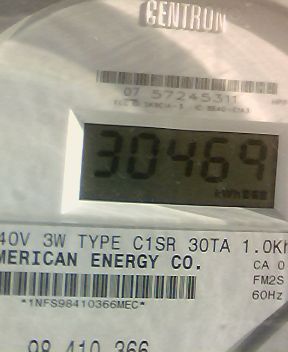 CENTRON
07 57245311
30469
kWh
40V 3W TYPE C1SR 30TA 1.0Kh
MERICAN ENERGY CO.
CA 0
FM2S
60Hz
*1NFS98410366MEC*
98 410 366